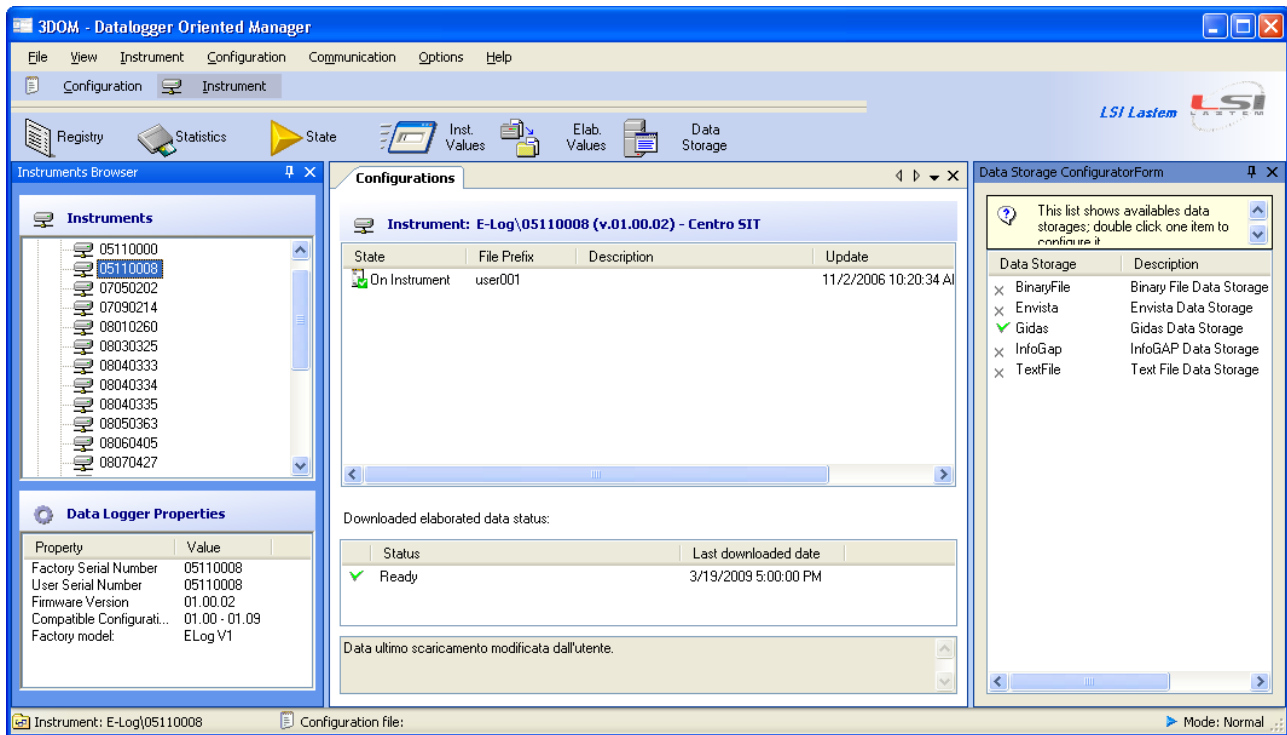 3DOM - Datalogger Oriented Manager
File View Instrument Configuration Communication Options Help
Configuration Instrument
LSI Lastem LSI
LASTEM
Registry Statistics State Inst. Values Elab. Values Data Storage
Instruments Browser
Instruments
05110000
05110008
07050202
07090214
08010260
08030325
08040333
08040334
08040335
08050363
08060405
08070427
Data Logger Properties
Property Value
Factory Serial Number 05110008
User Serial Number 05110008
Firmware Version 01.00.02
Compatible Configurati... 01.00 - 01.09
Factory model: ELog V1
Configurations
Instrument: E-Log\05110008 (v.01.00.02) - Centro SIT
State File Prefix Description Update
On Instrument user001 11/2/2006 10:20:34 AM
Downloaded elaborated data status:
Status Last downloaded date
Ready 3/19/2009 5:00:00 PM
Data ultimo scaricamento modificata dall'utente.
Data Storage ConfiguratorForm
This list shows availables data
storages; double click one item to
configure it
Data Storage Description
BinaryFile Binary File Data Storage
Envista Envista Data Storage
Gidas Gidas Data Storage
InfoGap InfoGAP Data Storage
TextFile Text File Data Storage
Instrument: E-Log\05110008 Configuration file: Mode: Normal